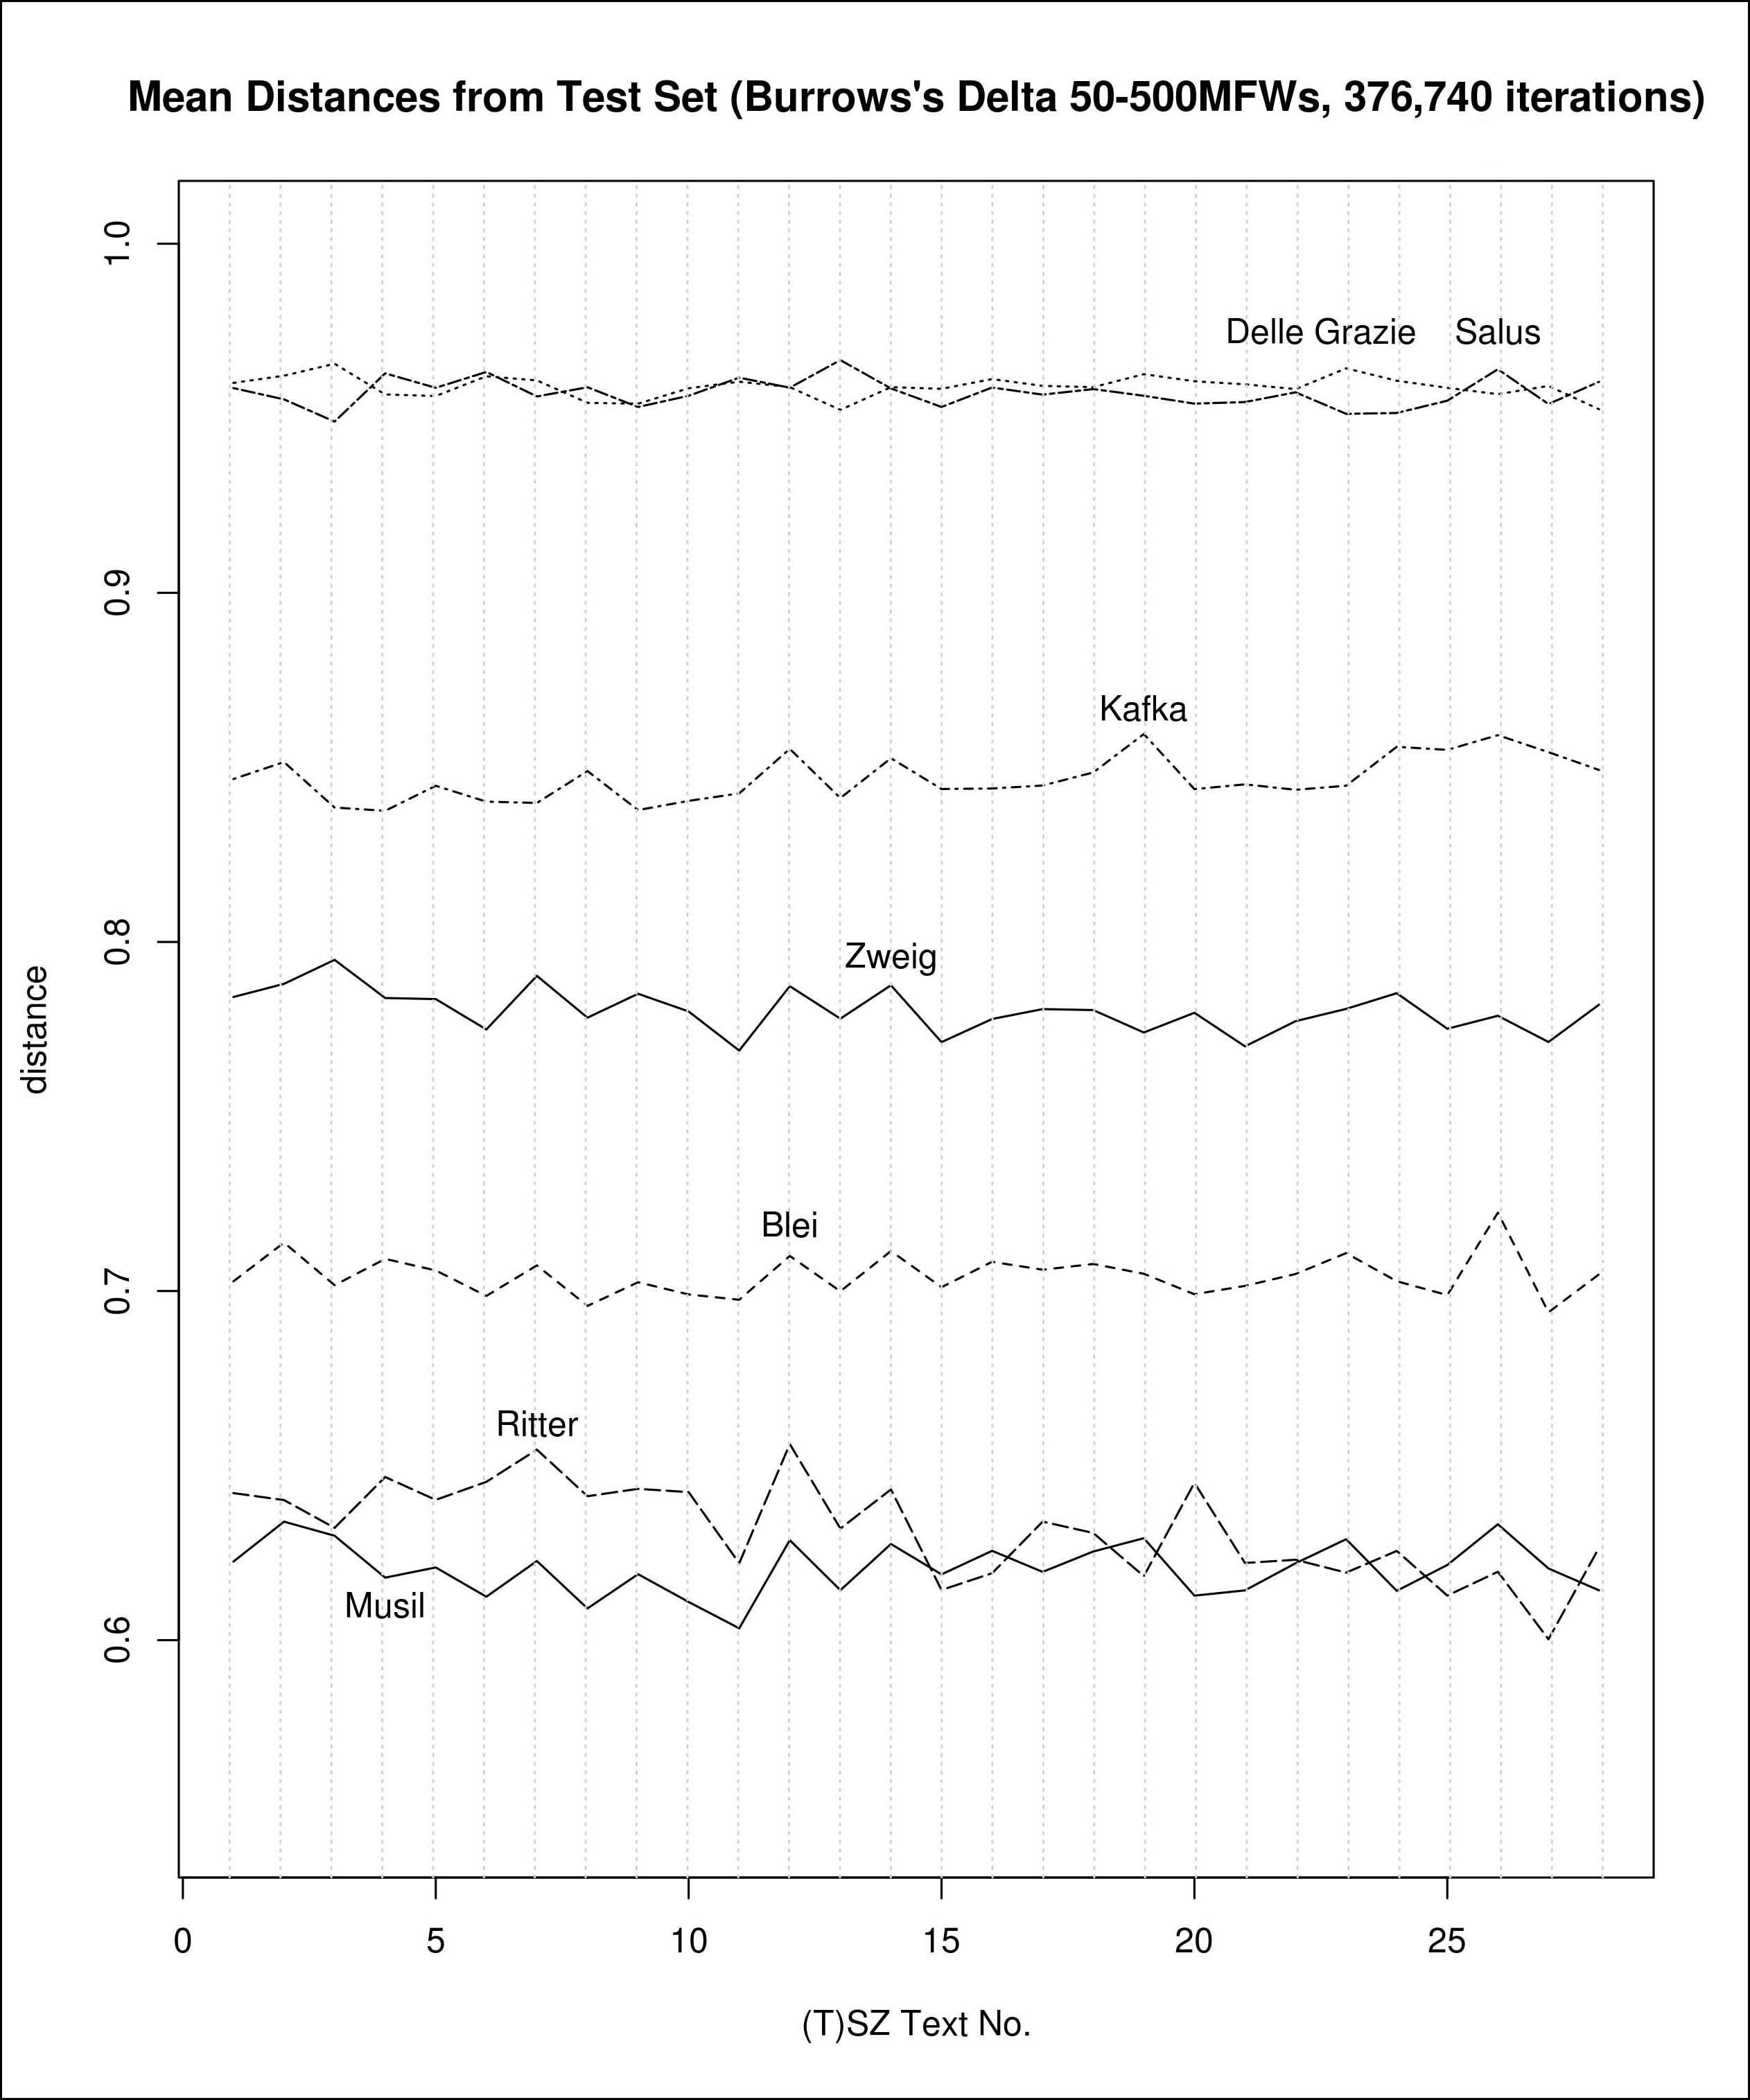 Mean Distances from Test Set (Burrows's Delta 50-500MFWs, 376,740 iterations)
1.0
0.9
0.8
0.7
0.6
distance
Delle Grazie
Salus
Kafka
Zweig
Blei
Ritter
Musil
0
5
10
15
20
25
(T)SZ Text No.